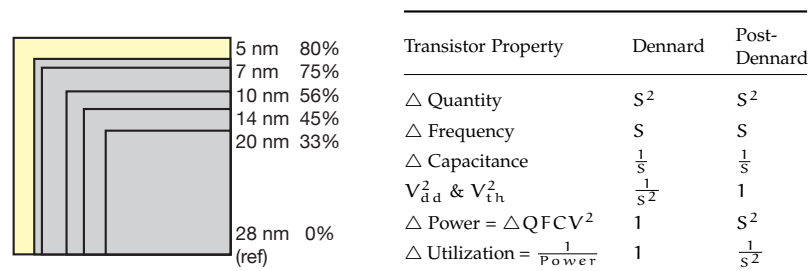 5 nm 80%
7 nm 75%
10 nm 56%
14 nm 45%
20 nm 33%
28 nm 0%
(ref)
Transistor Property Dennard Post-Dennard
△ Quantity S² S²
△ Frequency S S
△ Capacitance 1/S 1/S
V²dd & V²th 1/S² 1
△ Power = △QFCV² 1 S²
△ Utilization = 1/Power 1 1/S²